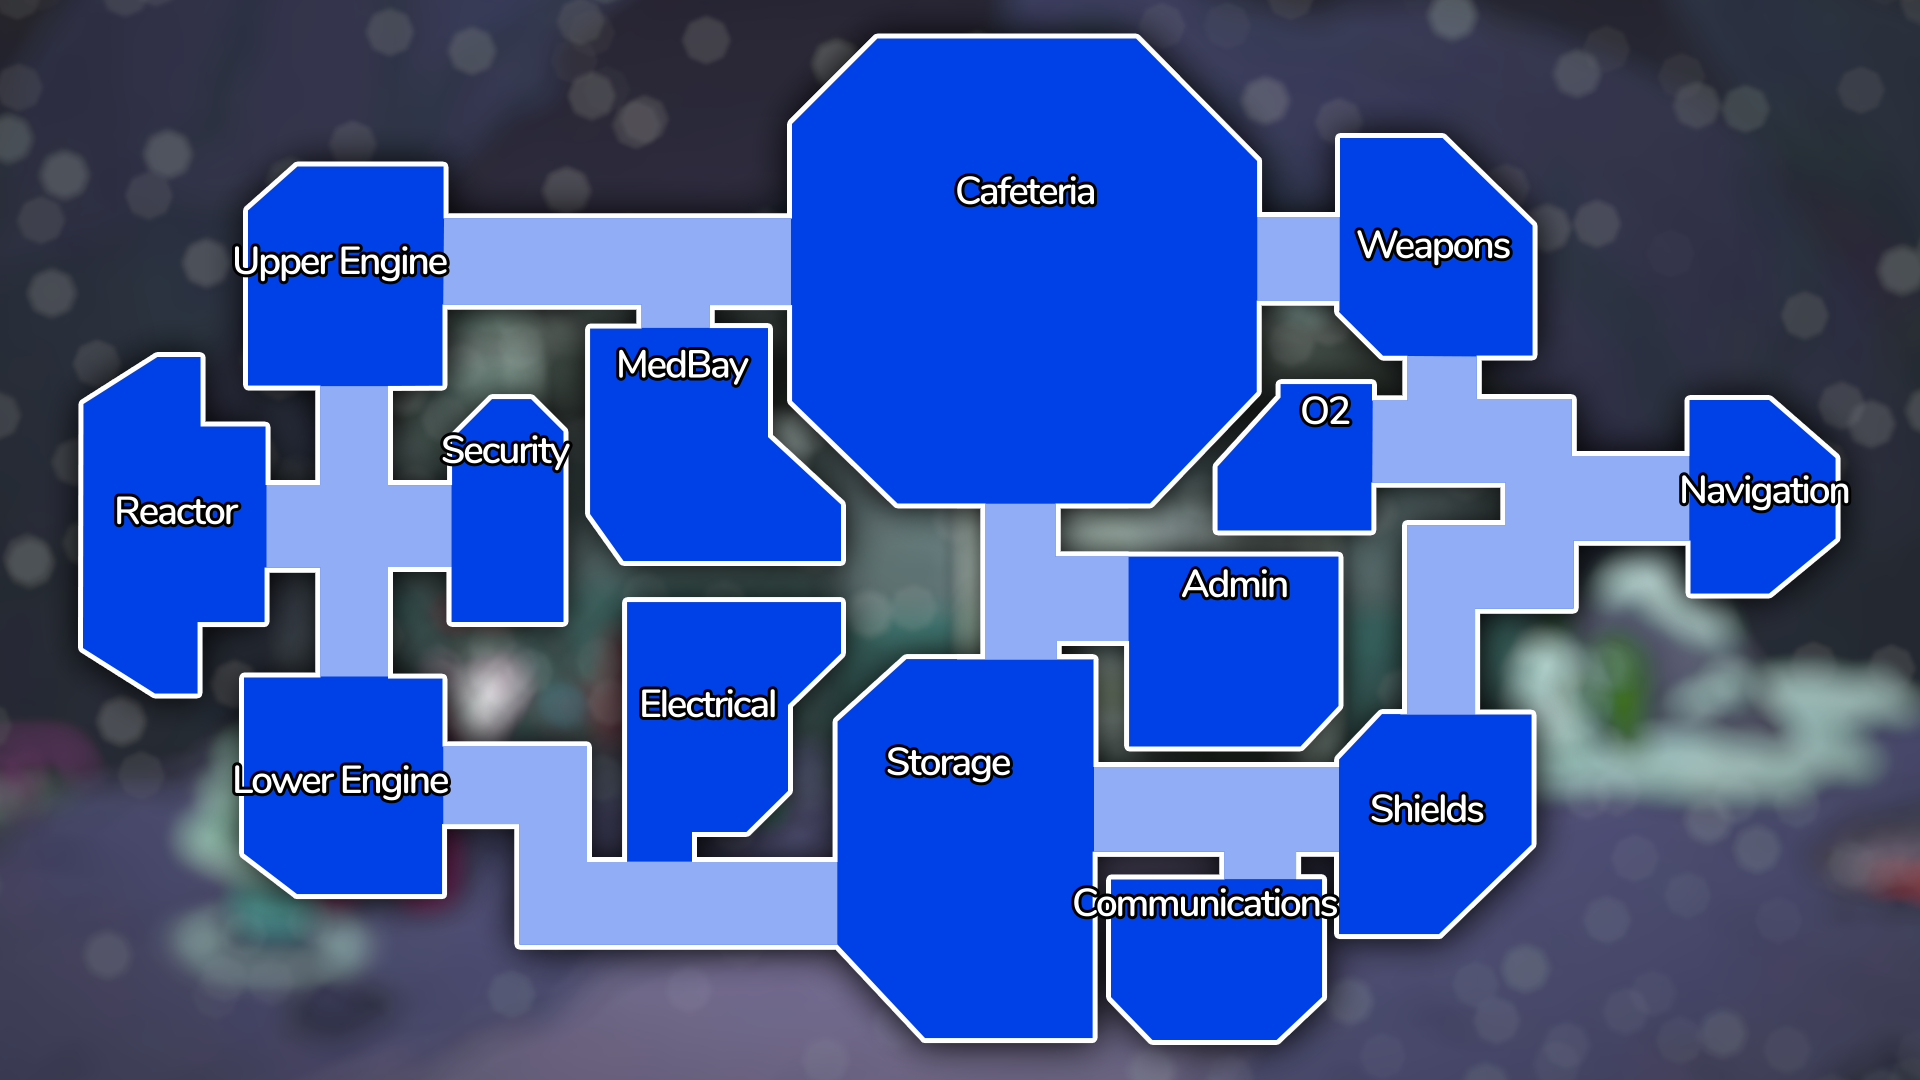 Cafeteria
Weapons
Upper Engine
MedBay
O2
Security
Navigation
Reactor
Admin
Electrical
Storage
Lower Engine
Shields
Communications